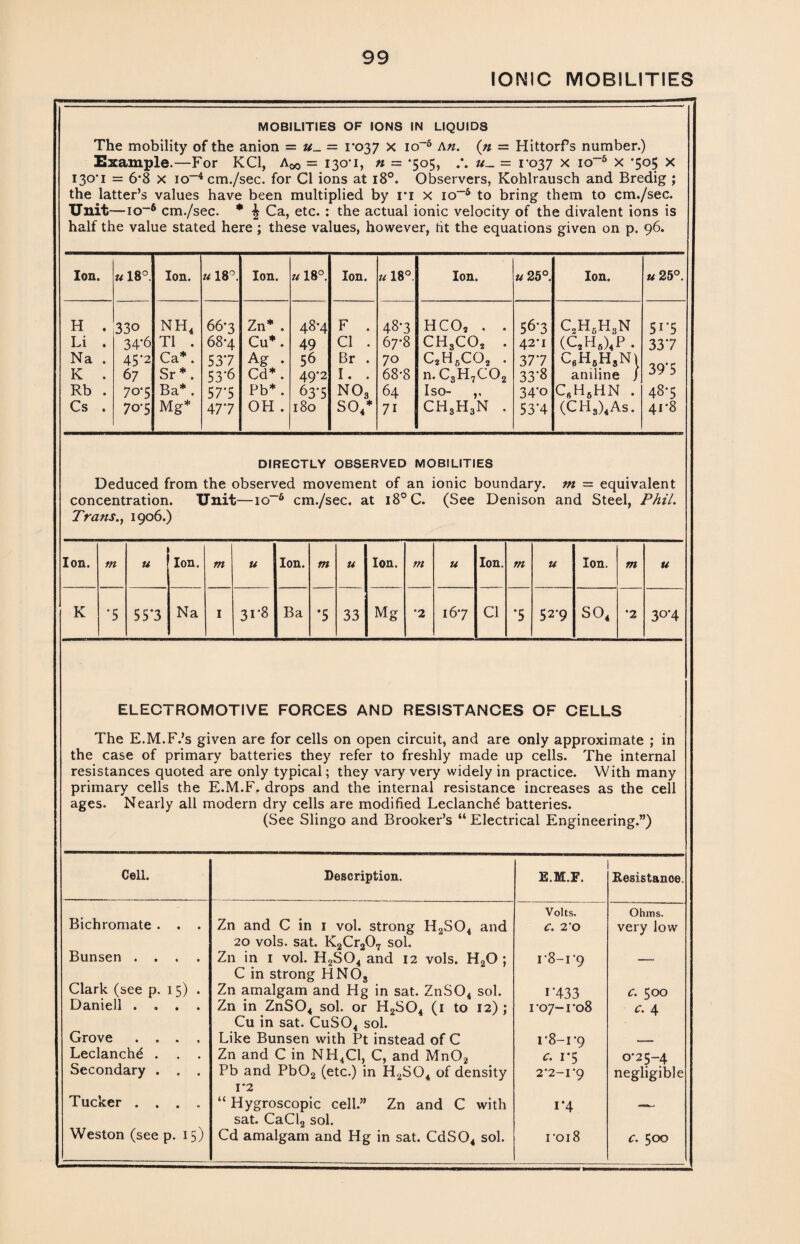 99
IONIC MOBILITIES
MOBILITIES OF IONS IN LIQUIDS
The mobility of the anion = u₋ = 1·037 × 10⁻⁵ Λn. (n = Hittorf's number.)
Example.—For KCl, Λ∞ = 130·1, n = ·505, ∴ u₋ = 1·037 × 10⁻⁵ × ·505 ×
130·1 = 6·8 × 10⁻⁴ cm./sec. for Cl ions at 18°. Observers, Kohlrausch and Bredig ;
the latter's values have been multiplied by 1·1 × 10⁻⁵ to bring them to cm./sec.
Unit—10⁻⁵ cm./sec. * ½ Ca, etc. : the actual ionic velocity of the divalent ions is
half the value stated here ; these values, however, fit the equations given on p. 96.
Ion. u 18°. Ion. u 18°. Ion. u 18°. Ion. u 18°. Ion. u 25°. Ion. u 25°.
H . 330 NH₄ 66·3 Zn* . 48·4 F . 48·3 HCO₂ . . 56·3 C₂H₅H₃N 51·5
Li . 34·6 Tl . 68·4 Cu* . 49 Cl . 67·8 CH₃CO₂ . 42·1 (C₂H₅)₄P . 33·7
Na . 45·2 Ca* . 53·7 Ag . 56 Br . 70 C₂H₅CO₂ . 37·7 C₆H₅H₃N }
K . 67 Sr* . 53·6 Cd* . 49·2 I. . 68·8 n. C₃H₇CO₂ 33·8 aniline } 39·5
Rb . 70·5 Ba* . 57·5 Pb* . 63·5 NO₃ 64 Iso- ,, 34·0 C₅H₅HN . 48·5
Cs . 70·5 Mg* 47·7 OH . 180 SO₄* 71 CH₃H₃N . 53·4 (CH₃)₄As. 41·8
DIRECTLY OBSERVED MOBILITIES
Deduced from the observed movement of an ionic boundary. m = equivalent
concentration. Unit—10⁻⁵ cm./sec. at 18° C. (See Denison and Steel, Phil.
Trans., 1906.)
Ion. m u Ion. m u Ion. m u Ion. m u Ion. m u Ion. m u
K ·5 55·3 Na 1 31·8 Ba ·5 33 Mg ·2 16·7 Cl ·5 52·9 SO₄ ·2 30·4
ELECTROMOTIVE FORCES AND RESISTANCES OF CELLS
The E.M.F.'s given are for cells on open circuit, and are only approximate ; in
the case of primary batteries they refer to freshly made up cells. The internal
resistances quoted are only typical ; they vary very widely in practice. With many
primary cells the E.M.F. drops and the internal resistance increases as the cell
ages. Nearly all modern dry cells are modified Leclanché batteries.
(See Slingo and Brooker's “ Electrical Engineering.”)
Cell. Description. E.M.F. Resistance.
Volts. Ohms.
Bichromate . . . Zn and C in 1 vol. strong H₂SO₄ and c. 2·0 very low
20 vols. sat. K₂Cr₂O₇ sol.
Bunsen . . . . Zn in 1 vol. H₂SO₄ and 12 vols. H₂O ; 1·8–1·9 —
C in strong HNO₃
Clark (see p. 15) . Zn amalgam and Hg in sat. ZnSO₄ sol. 1·433 c. 500
Daniell . . . . Zn in ZnSO₄ sol. or H₂SO₄ (1 to 12) ; 1·07–1·08 c. 4
Cu in sat. CuSO₄ sol.
Grove . . . . Like Bunsen with Pt instead of C 1·8–1·9 —
Leclanché . . . Zn and C in NH₄Cl, C, and MnO₂ c. 1·5 0·25–4
Secondary . . . Pb and PbO₂ (etc.) in H₂SO₄ of density 2·2–1·9 negligible
1·2
Tucker . . . . “ Hygroscopic cell.” Zn and C with 1·4 —
sat. CaCl₂ sol.
Weston (see p. 15) Cd amalgam and Hg in sat. CdSO₄ sol. 1·018 c. 500